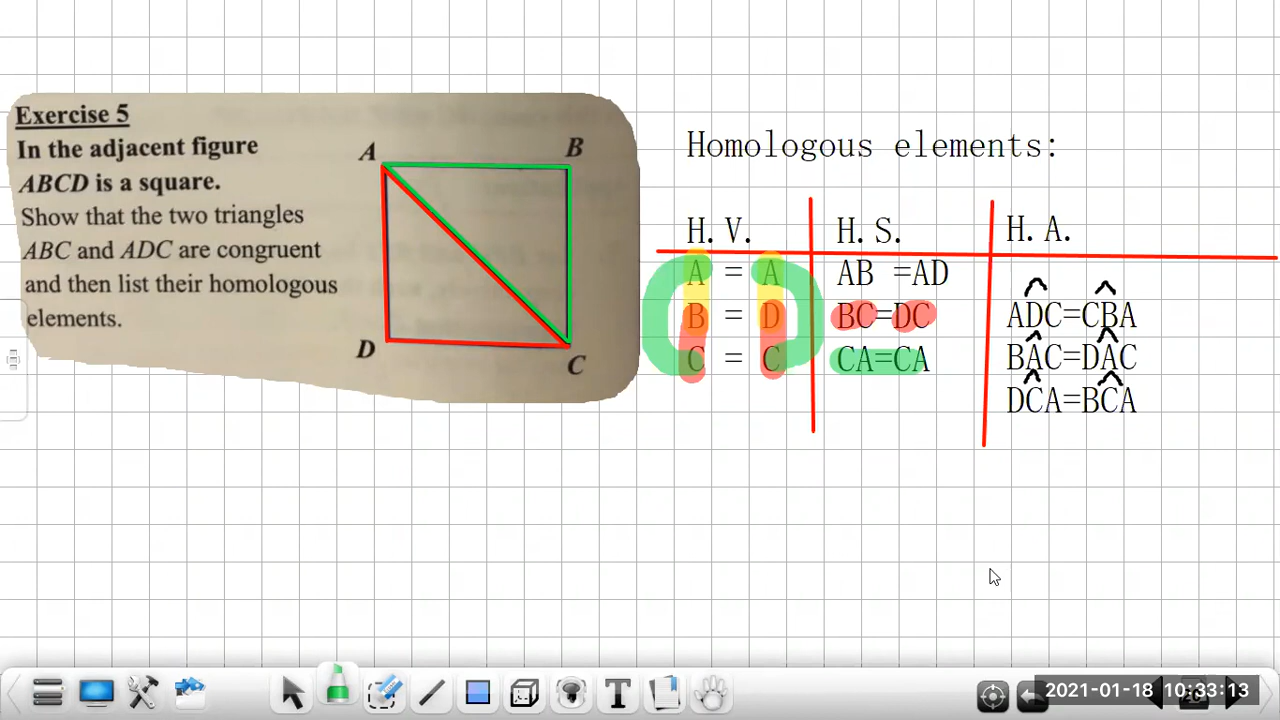 Exercise 5
In the adjacent figure
ABCD is a square.
Show that the two triangles
ABC and ADC are congruent
and then list their homologous
elements.
A
B
D
C
Homologous elements:
H.V.
H.S.
H.A.
A = A
AB =AD
B = D
BC=DC
ADC=CBA
C = C
CA=CA
BAC=DAC
DCA=BCA
2021-01-18 10:33:13